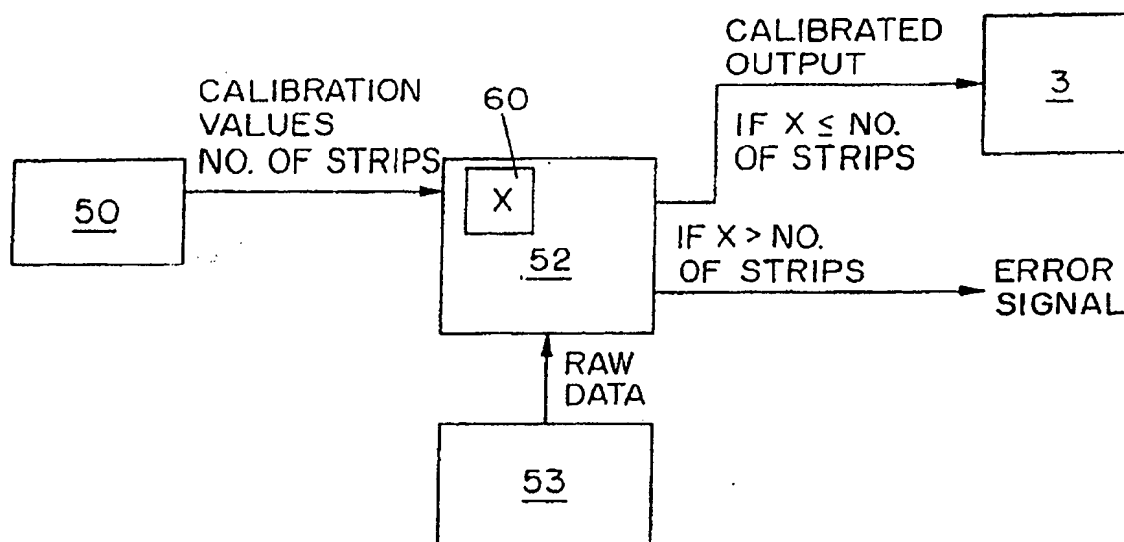 CALIBRATION
VALUES
NO. OF STRIPS
50
60
X
52
RAW
DATA
53
CALIBRATED
OUTPUT
IF X ≤ NO.
OF STRIPS
3
IF X > NO.
OF STRIPS
ERROR
SIGNAL